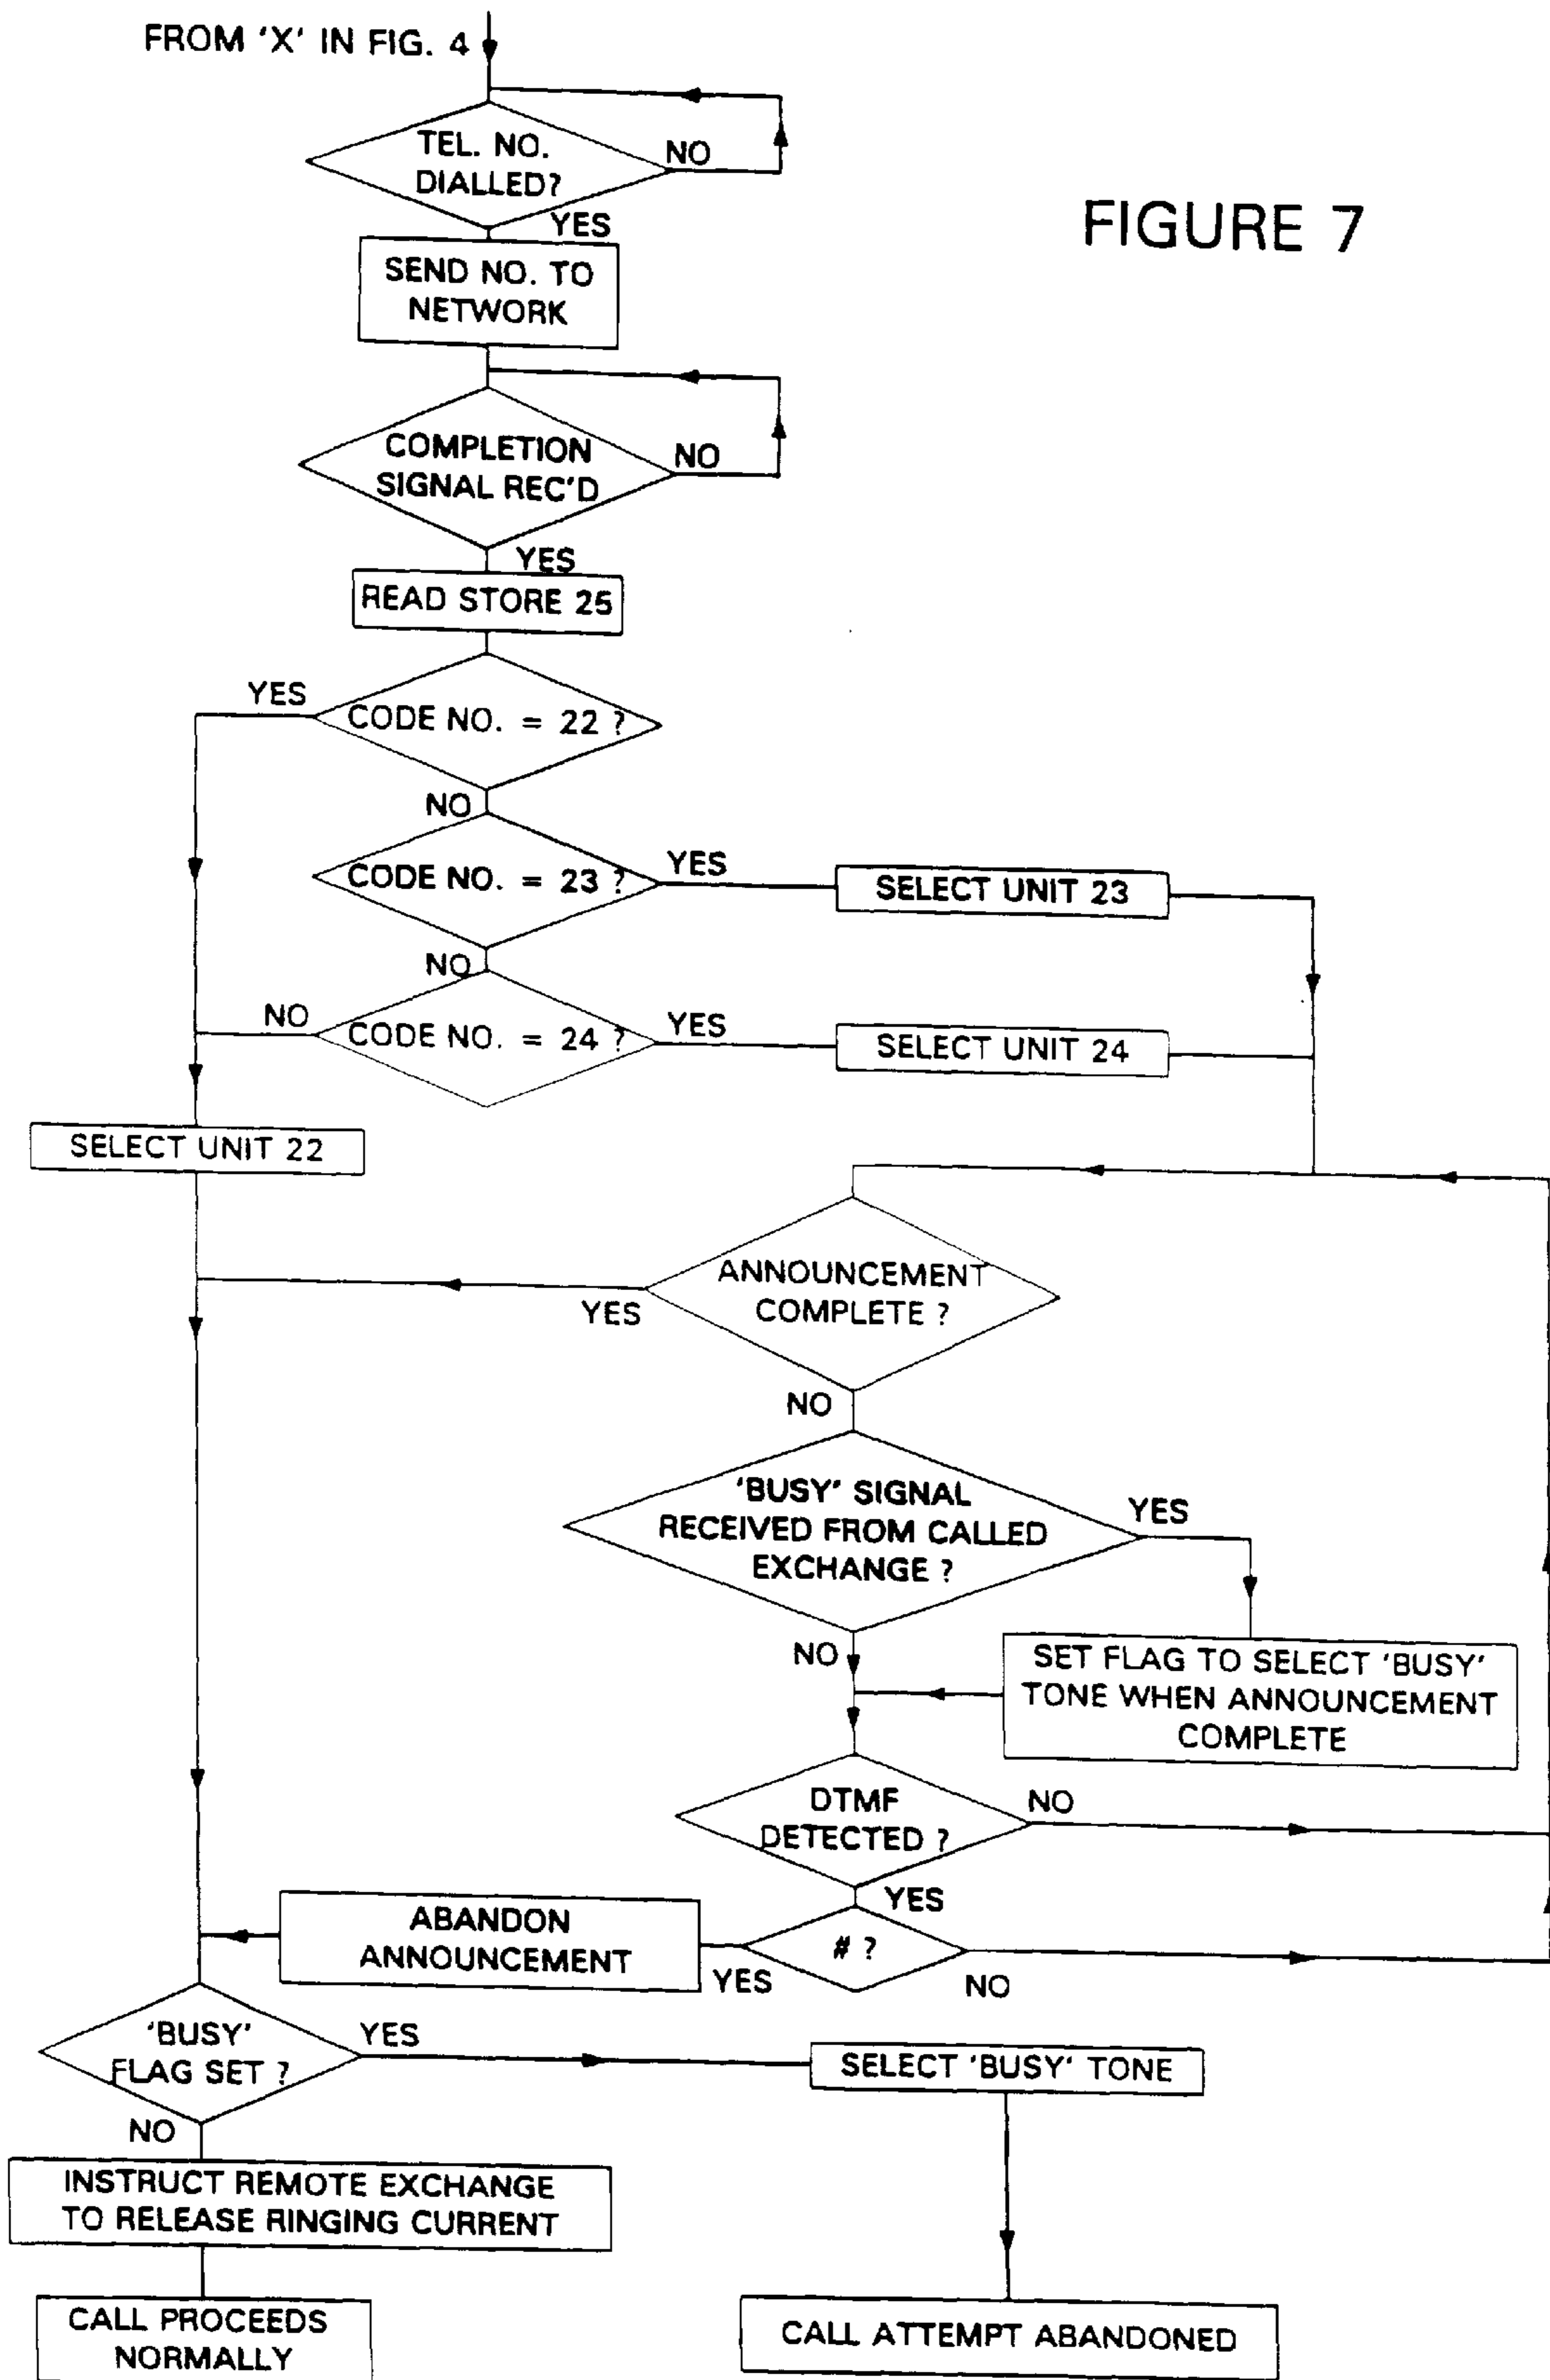 FROM 'X' IN FIG. 4
TEL. NO.
DIALLED?
NO
YES
FIGURE 7
SEND NO. TO
NETWORK
COMPLETION
SIGNAL REC'D
NO
YES
READ STORE 25
YES
CODE NO. = 22 ?
NO
CODE NO. = 23 ?
YES
SELECT UNIT 23
NO
NO
CODE NO. = 24 ?
YES
SELECT UNIT 24
SELECT UNIT 22
ANNOUNCEMENT
COMPLETE ?
YES
NO
'BUSY' SIGNAL
RECEIVED FROM CALLED
EXCHANGE ?
YES
NO
SET FLAG TO SELECT 'BUSY'
TONE WHEN ANNOUNCEMENT
COMPLETE
DTMF
DETECTED ?
NO
YES
ABANDON
ANNOUNCEMENT
YES
# ?
NO
'BUSY'
FLAG SET ?
YES
SELECT 'BUSY' TONE
NO
INSTRUCT REMOTE EXCHANGE
TO RELEASE RINGING CURRENT
CALL PROCEEDS
NORMALLY
CALL ATTEMPT ABANDONED